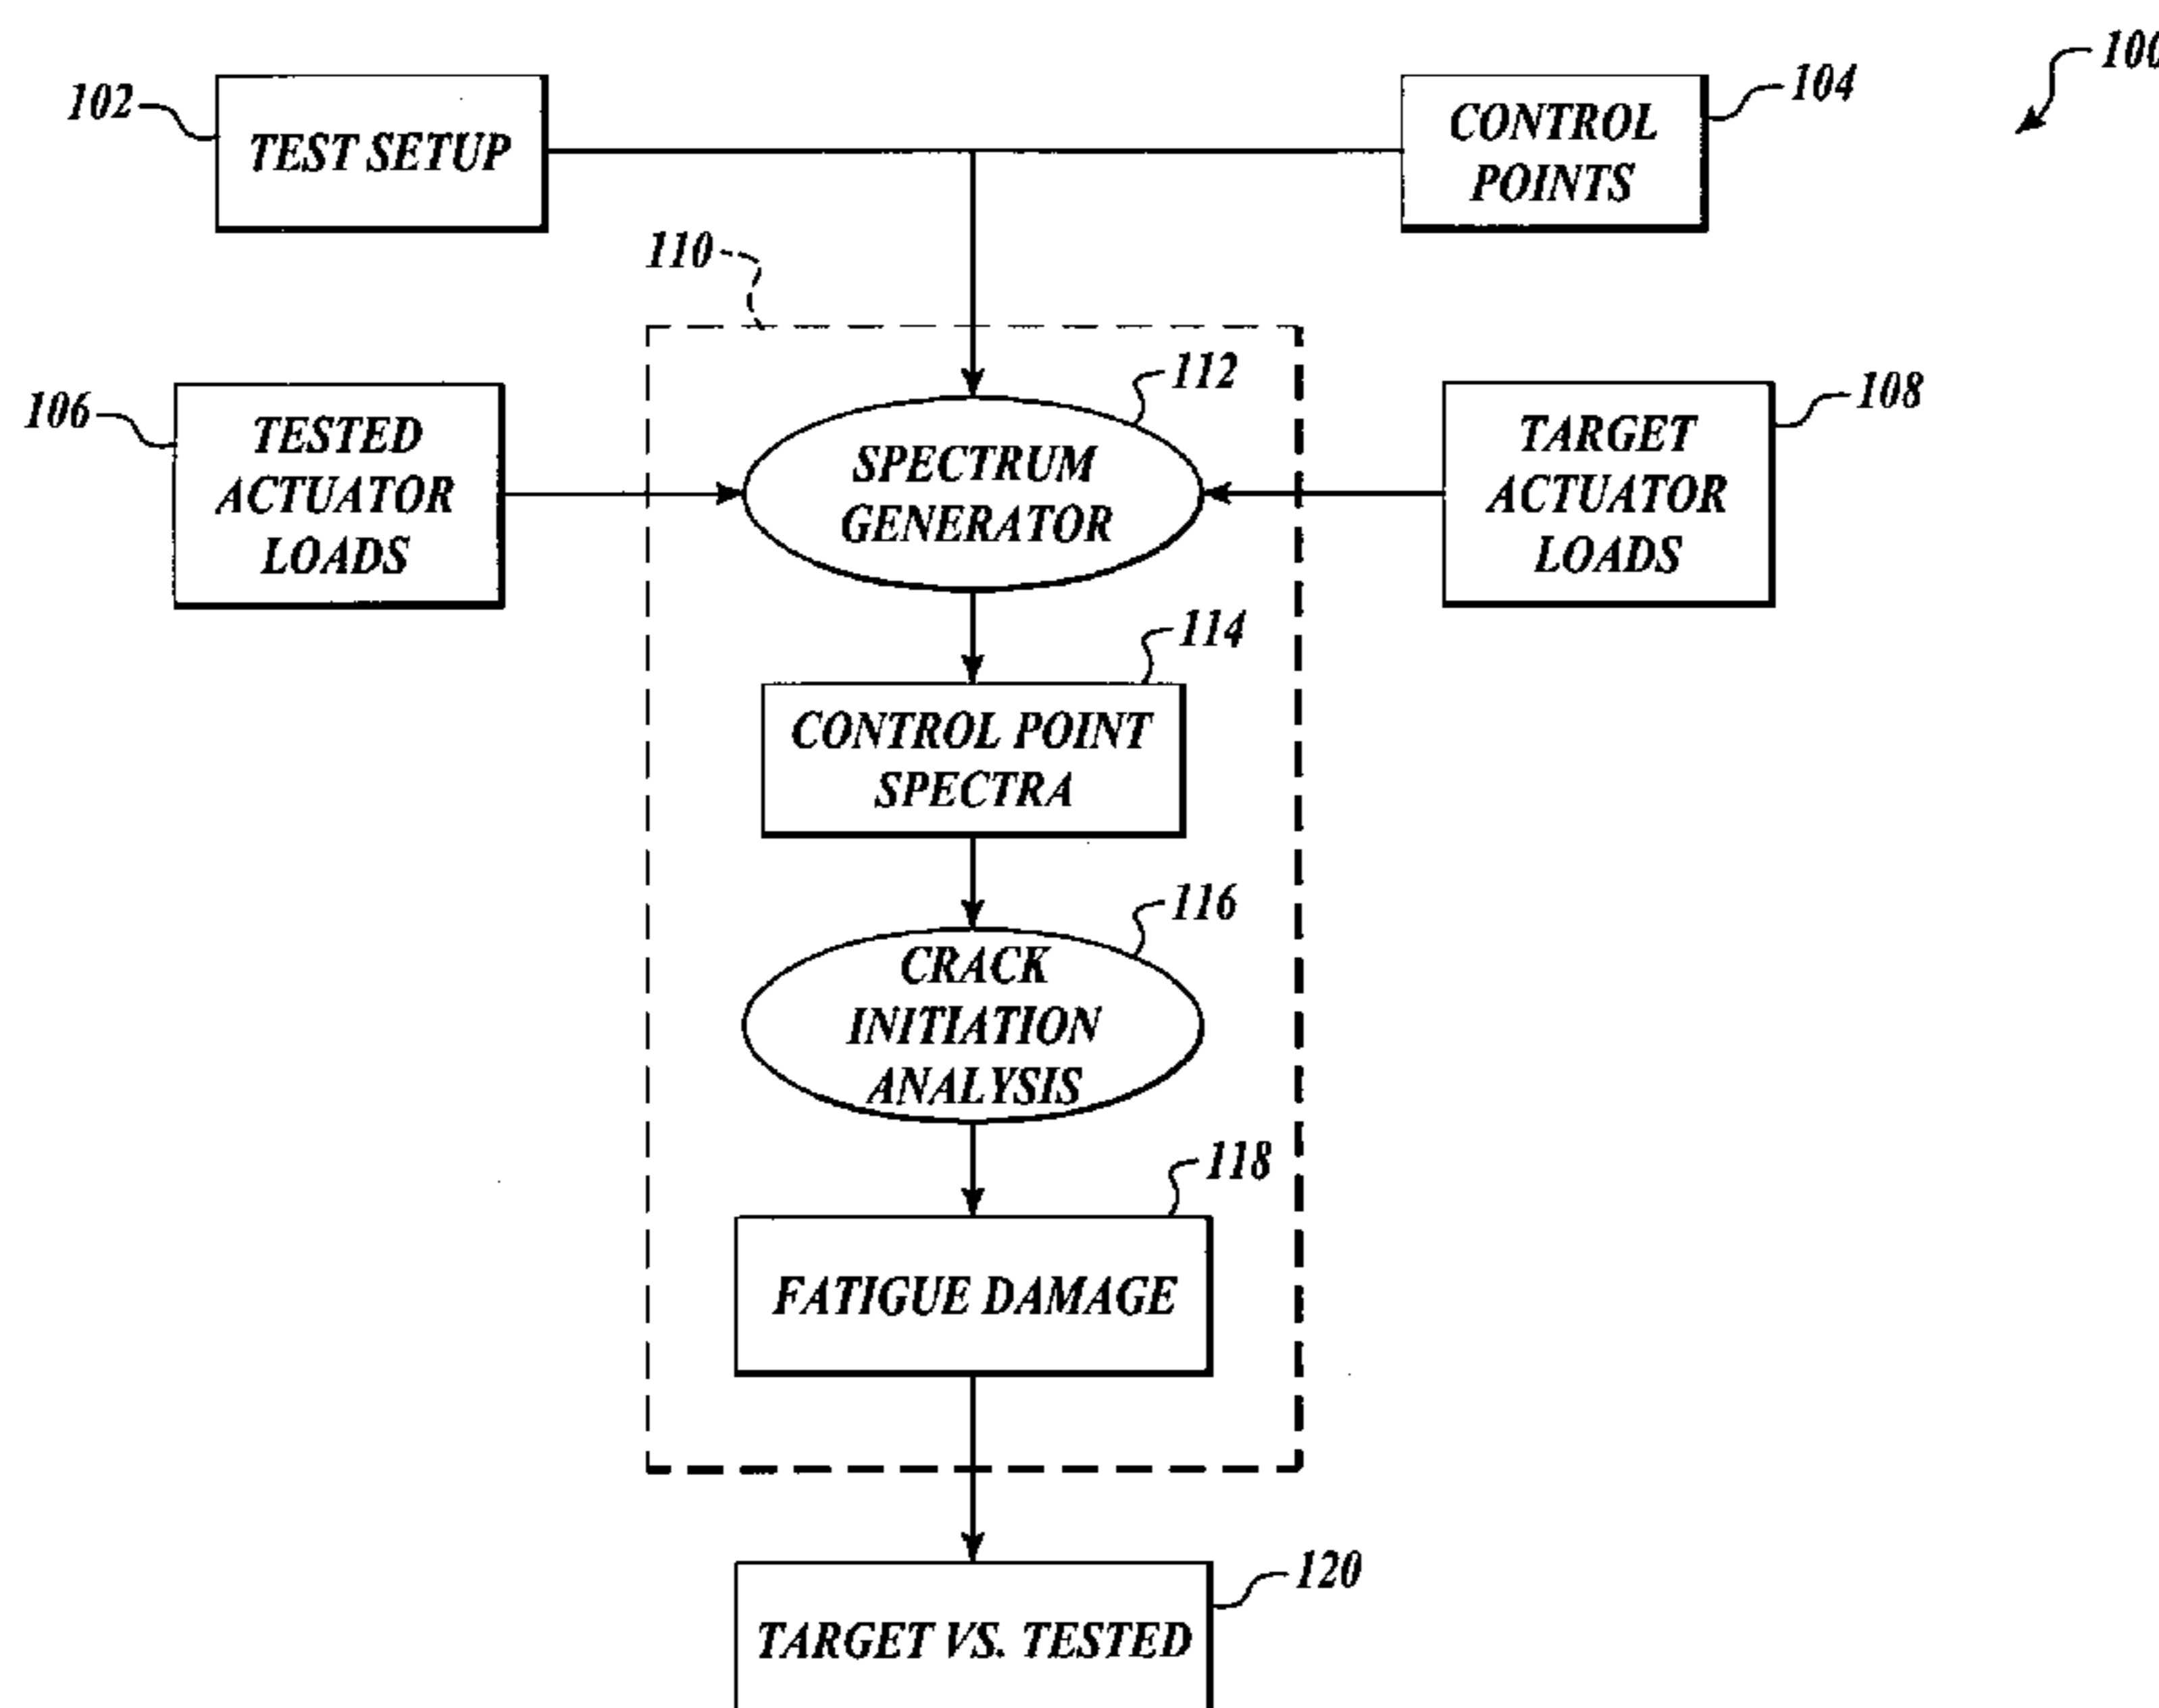 100
102
TEST SETUP
104
CONTROL
POINTS
110
112
106
TESTED
ACTUATOR
LOADS
SPECTRUM
GENERATOR
108
TARGET
ACTUATOR
LOADS
114
CONTROL POINT
SPECTRA
116
CRACK
INITIATION
ANALYSIS
118
FATIGUE DAMAGE
120
TARGET VS. TESTED